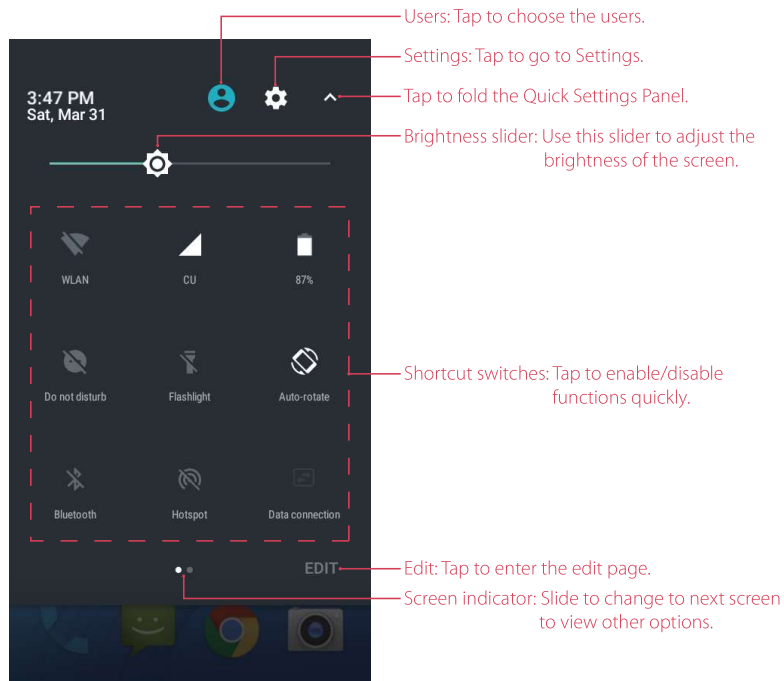 Users: Tap to choose the users.
Settings: Tap to go to Settings.
3:47 PM
Sat, Mar 31
Tap to fold the Quick Settings Panel.
Brightness slider: Use this slider to adjust the
brightness of the screen.
WLAN
CU
87%
Do not disturb
Flashlight
Auto-rotate
Shortcut switches: Tap to enable/disable
functions quickly.
Bluetooth
Hotspot
Data connection
EDIT
Edit: Tap to enter the edit page.
Screen indicator: Slide to change to next screen
to view other options.